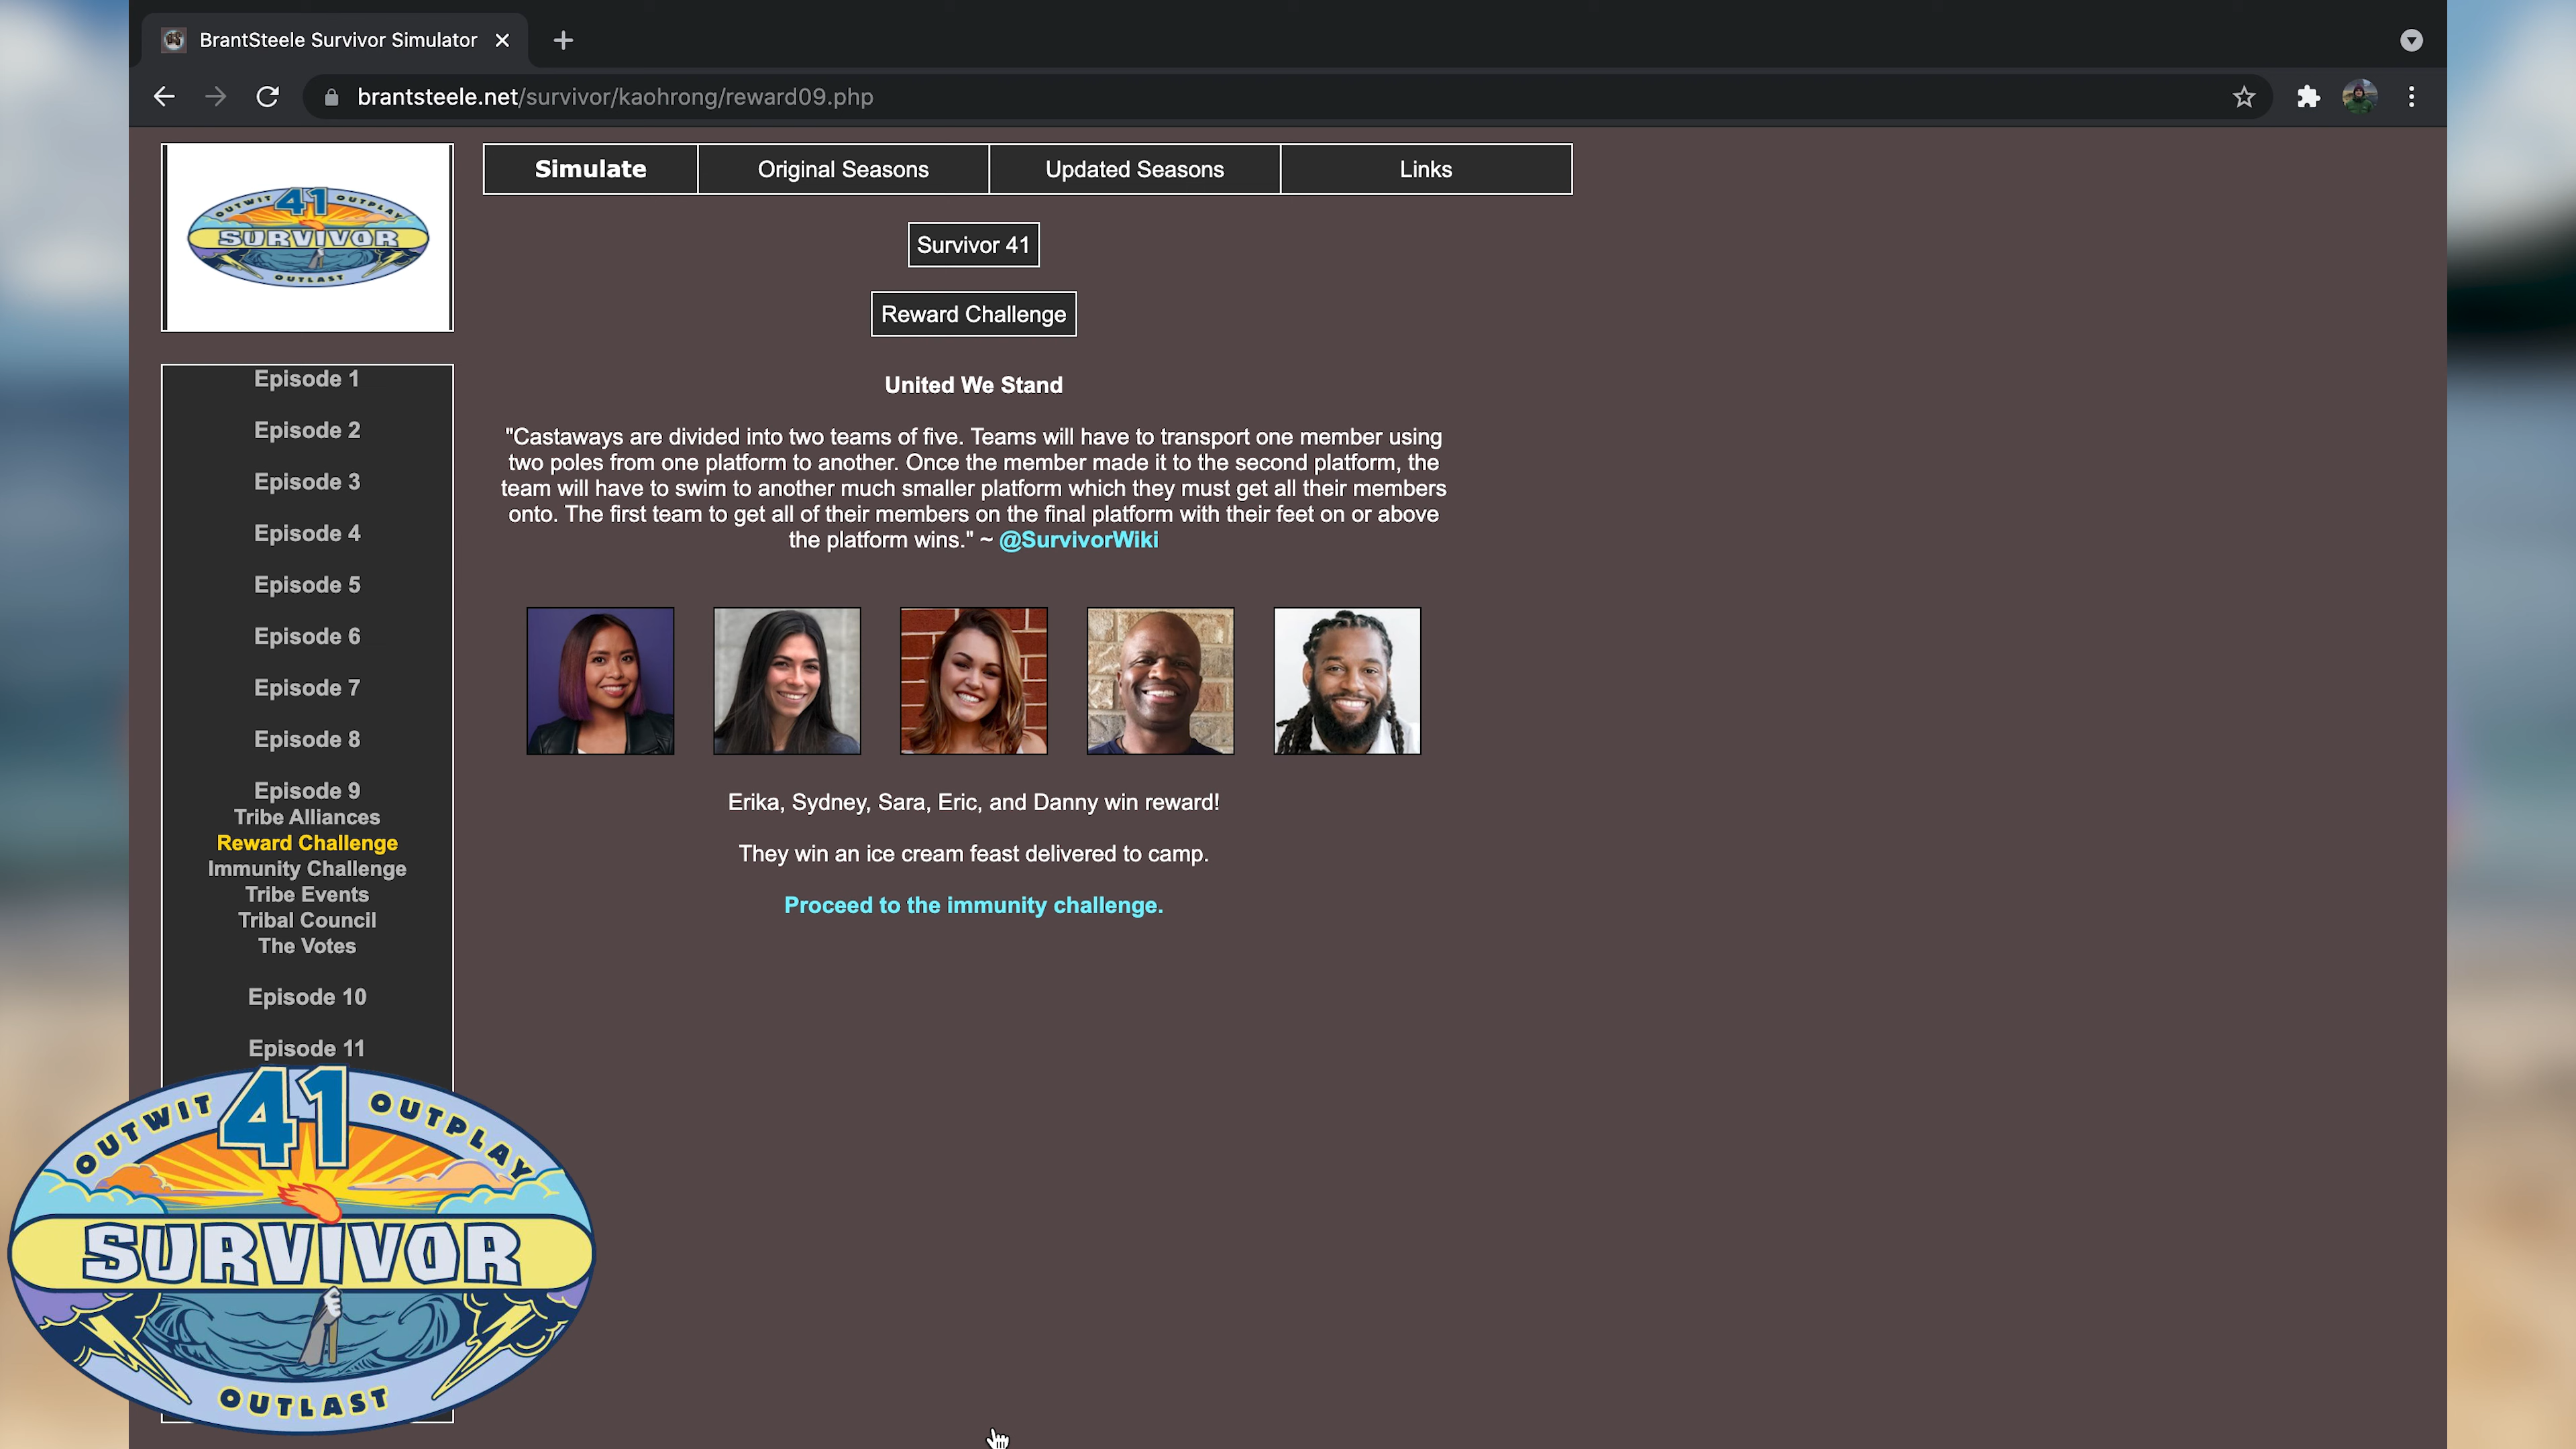 BrantSteele Survivor Simulator
brantsteele.net/survivor/kaohrong/reward09.php
OUTWIT 41 OUTPLAY
SURVIVOR
OUTLAST
Simulate
Original Seasons
Updated Seasons
Links
Survivor 41
Reward Challenge
United We Stand
"Castaways are divided into two teams of five. Teams will have to transport one member using
two poles from one platform to another. Once the member made it to the second platform, the
team will have to swim to another much smaller platform which they must get all their members
onto. The first team to get all of their members on the final platform with their feet on or above
the platform wins." ~ @SurvivorWiki
Erika, Sydney, Sara, Eric, and Danny win reward!
They win an ice cream feast delivered to camp.
Proceed to the immunity challenge.
Episode 1
Episode 2
Episode 3
Episode 4
Episode 5
Episode 6
Episode 7
Episode 8
Episode 9
Tribe Alliances
Reward Challenge
Immunity Challenge
Tribe Events
Tribal Council
The Votes
Episode 10
Episode 11
OUTWIT 41 OUTPLAY
SURVIVOR
OUTLAST